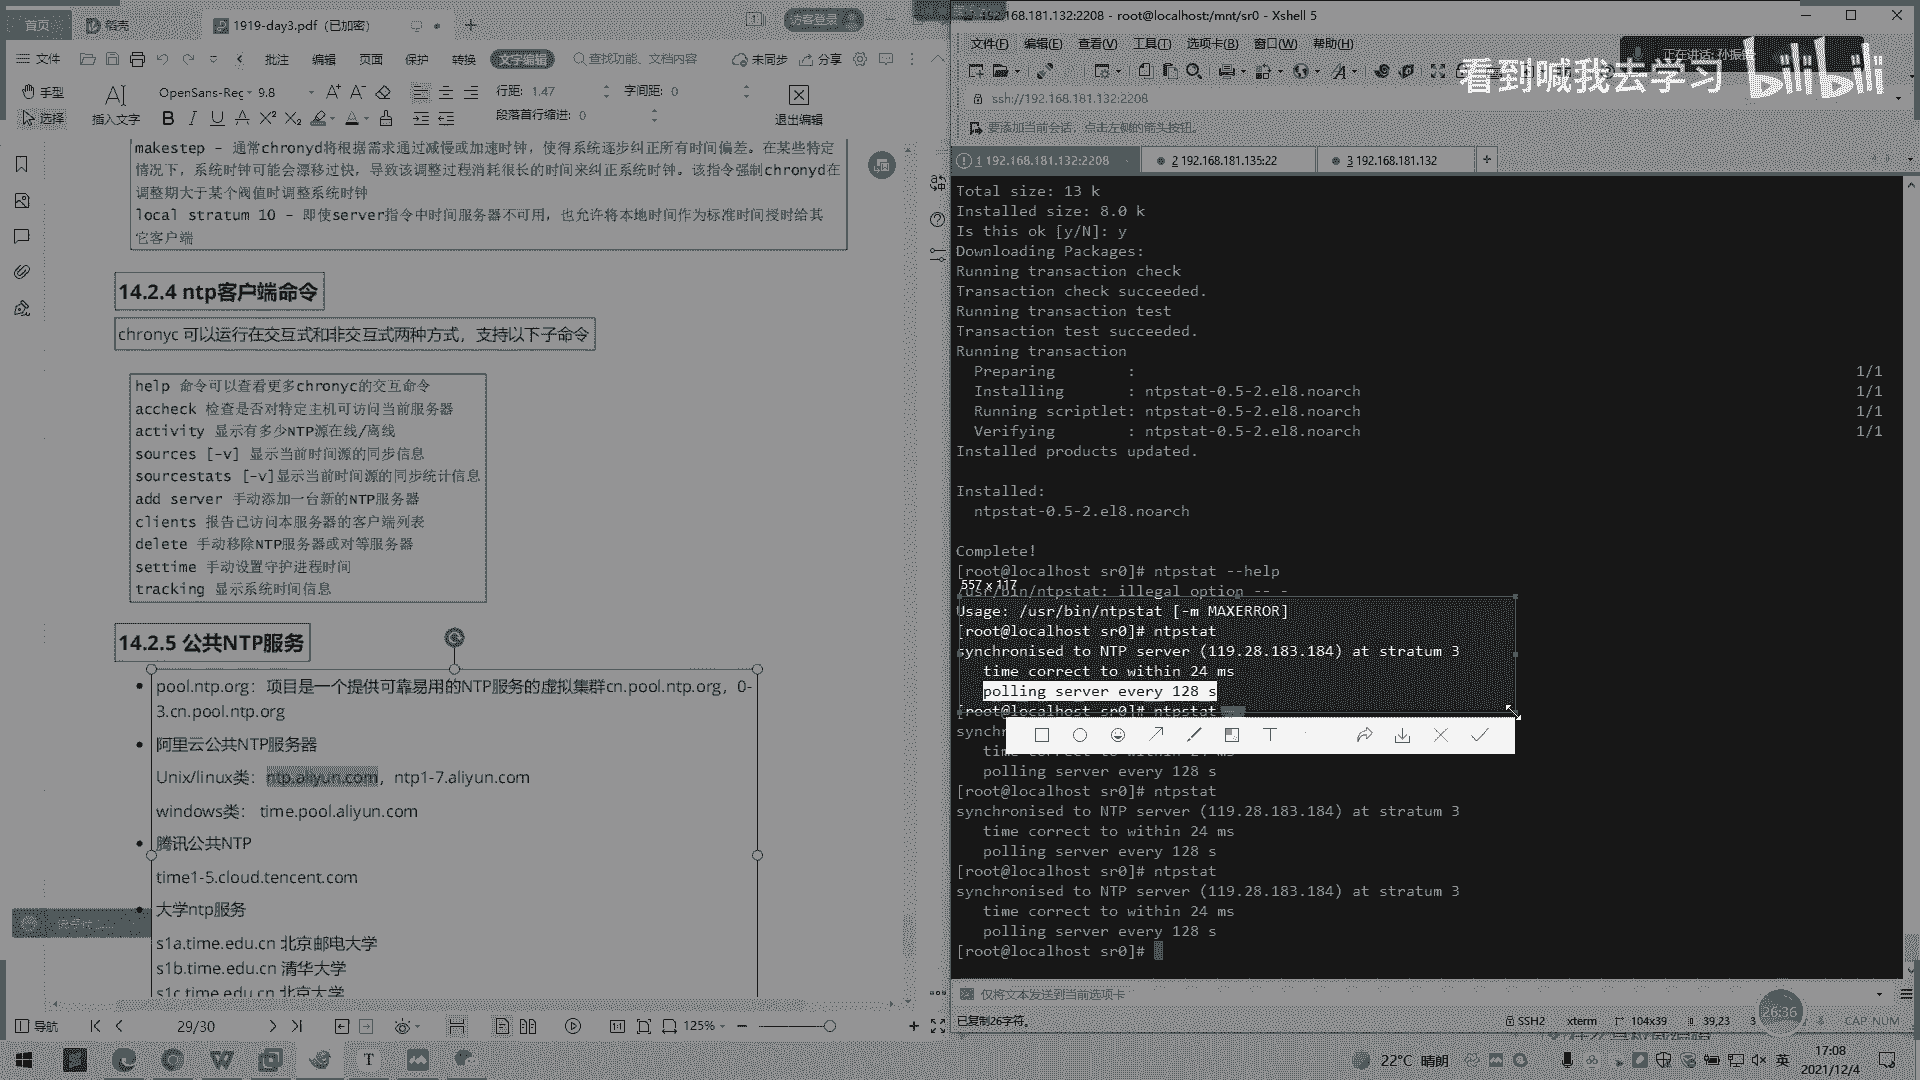 首页
稻壳
1919-day3.pdf（已加密）
访客登录
文件
批注
编辑
页面
保护
转换
文字编辑
查找功能、文档内容
未同步
分享
手型
选择
插入文字
OpenSans-Reg
9.8
行距: 1.47
字间距: 0
段落首行缩进: 0
退出编辑
makestep - 通常chronyd将根据需求通过减慢或加速时钟，使得系统逐步纠正所有时间偏差。在某些特定
情况下，系统时钟可能会漂移过快，导致该调整过程消耗很长的时间来纠正系统时钟。该指令强制chronyd在
调整期大于某个阀值时调整系统时钟
local stratum 10 - 即使server指令中时间服务器不可用，也允许将本地时间作为标准时间授时给其
它客户端
14.2.4 ntp客户端命令
chronyc 可以运行在交互式和非交互式两种方式，支持以下子命令
help 命令可以查看更多chronyc的交互命令
accheck 检查是否对特定主机可访问当前服务器
activity 显示有多少NTP源在线/离线
sources [-v] 显示当前时间源的同步信息
sourcestats [-v]显示当前时间源的同步统计信息
add server 手动添加一台新的NTP服务器
clients 报告已访问本服务器的客户端列表
delete 手动移除NTP服务器或对等服务器
settime 手动设置守护进程时间
tracking 显示系统时间信息
14.2.5 公共NTP服务
pool.ntp.org：项目是一个提供可靠易用的NTP服务的虚拟集群cn.pool.ntp.org，0-
3.cn.pool.ntp.org
阿里云公共NTP服务器
Unix/linux类：ntp.aliyun.com，ntp1-7.aliyun.com
windows类： time.pool.aliyun.com
腾讯公共NTP
time1-5.cloud.tencent.com
大学ntp服务
s1a.time.edu.cn 北京邮电大学
s1b.time.edu.cn 清华大学
s1c.time.edu.cn 北京大学
导航
29/30
125%
192.168.181.132:2208 - root@localhost:/mnt/sr0 - Xshell 5
文件(F) 编辑(E) 查看(V) 工具(T) 选项卡(B) 窗口(W) 帮助(H)
看到喊我去学习 bilibili
ssh://192.168.181.132:2208
要添加当前会话，点击左侧的箭头按钮。
1 192.168.181.132:2208
2 192.168.181.135:22
3 192.168.181.132
Total size: 13 k
Installed size: 8.0 k
Is this ok [y/N]: y
Downloading Packages:
Running transaction check
Transaction check succeeded.
Running transaction test
Transaction test succeeded.
Running transaction
Preparing : 1/1
Installing : ntpstat-0.5-2.el8.noarch 1/1
Running scriptlet: ntpstat-0.5-2.el8.noarch 1/1
Verifying : ntpstat-0.5-2.el8.noarch 1/1
Installed products updated.
Installed:
ntpstat-0.5-2.el8.noarch
Complete!
[root@localhost sr0]# ntpstat --help
557 x 117
/usr/bin/ntpstat: illegal option -- -
Usage: /usr/bin/ntpstat [-m MAXERROR]
[root@localhost sr0]# ntpstat
synchronised to NTP server (119.28.183.184) at stratum 3
time correct to within 24 ms
polling server every 128 s
[root@localhost sr0]# ntpstat
synchr
time
polling server every 128 s
[root@localhost sr0]# ntpstat
synchronised to NTP server (119.28.183.184) at stratum 3
time correct to within 24 ms
polling server every 128 s
[root@localhost sr0]# ntpstat
synchronised to NTP server (119.28.183.184) at stratum 3
time correct to within 24 ms
polling server every 128 s
[root@localhost sr0]#
仅将文本发送到当前选项卡
26:36
已复制26字符。
SSH2 xterm 104x39 39,23 3 CAP NUM
22°C 晴朗
英
17:08
2021/12/4